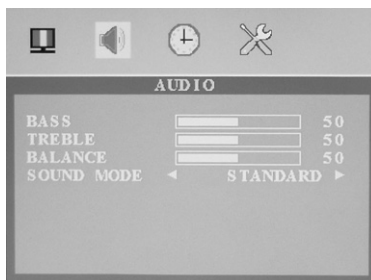 AUDIO
BASS 50
TREBLE 50
BALANCE 50
SOUND MODE ◄ STANDARD ►